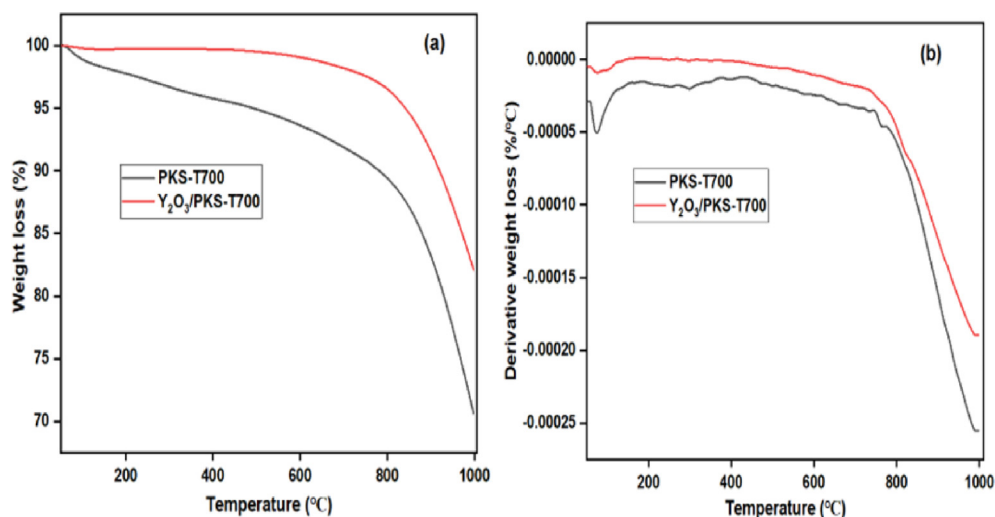 (a)
100
95
90
85
80
75
70
Weight loss (%)
PKS-T700
Y₂O₃/PKS-T700
200
400
600
800
1000
Temperature (°C)
(b)
0.00000
-0.00005
-0.00010
-0.00015
-0.00020
-0.00025
Derivative weight loss (%/°C)
PKS-T700
Y₂O₃/PKS-T700
200
400
600
800
1000
Temperature (°C)